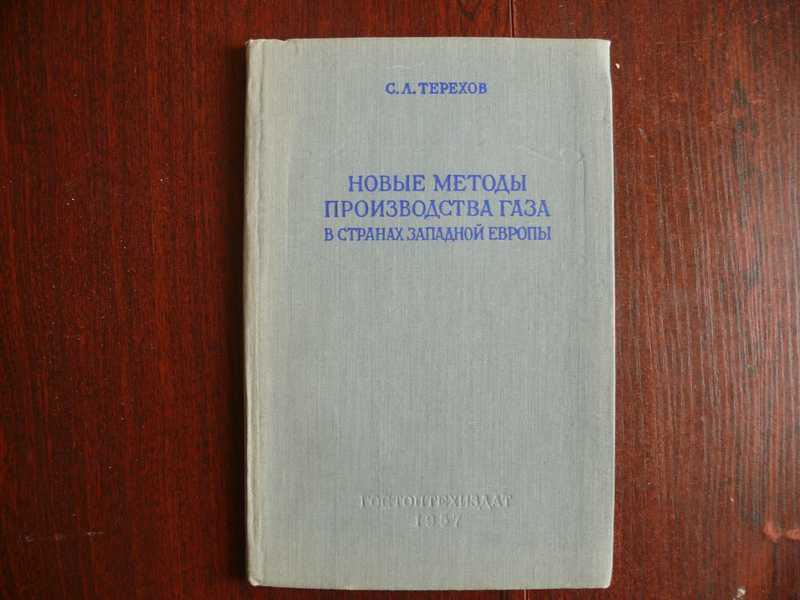 С. Л. ТЕРЕХОВ
НОВЫЕ МЕТОДЫ
ПРОИЗВОДСТВА ГАЗА
В СТРАНАХ ЗАПАДНОЙ ЕВРОПЫ
ГОСТОПТЕХИЗДАТ
1957